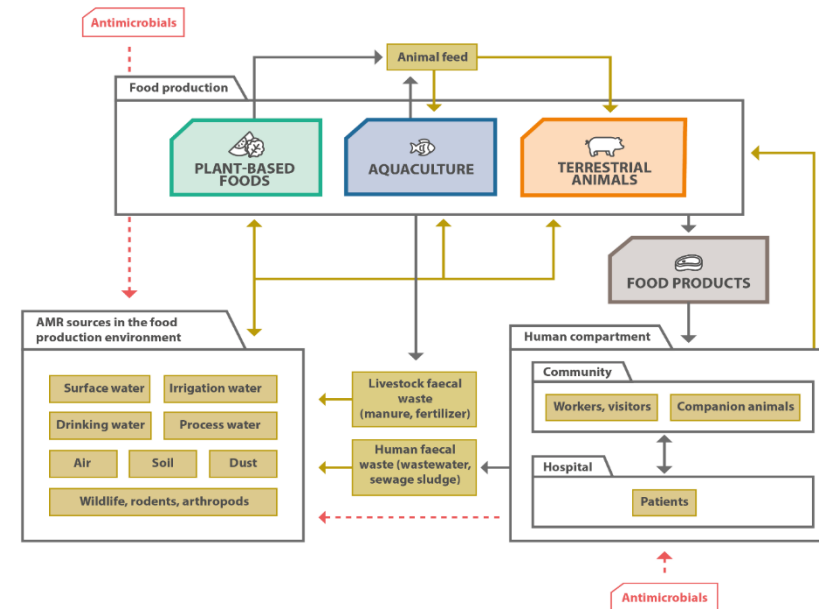 Antimicrobials
Animal feed
Food production
PLANT-BASED
FOODS
AQUACULTURE
TERRESTRIAL
ANIMALS
FOOD PRODUCTS
AMR sources in the food
production environment
Surface water
Irrigation water
Drinking water
Process water
Air
Soil
Dust
Wildlife, rodents, arthropods
Livestock faecal
waste
(manure, fertilizer)
Human faecal
waste (wastewater,
sewage sludge)
Human compartment
Community
Workers, visitors
Companion animals
Hospital
Patients
Antimicrobials